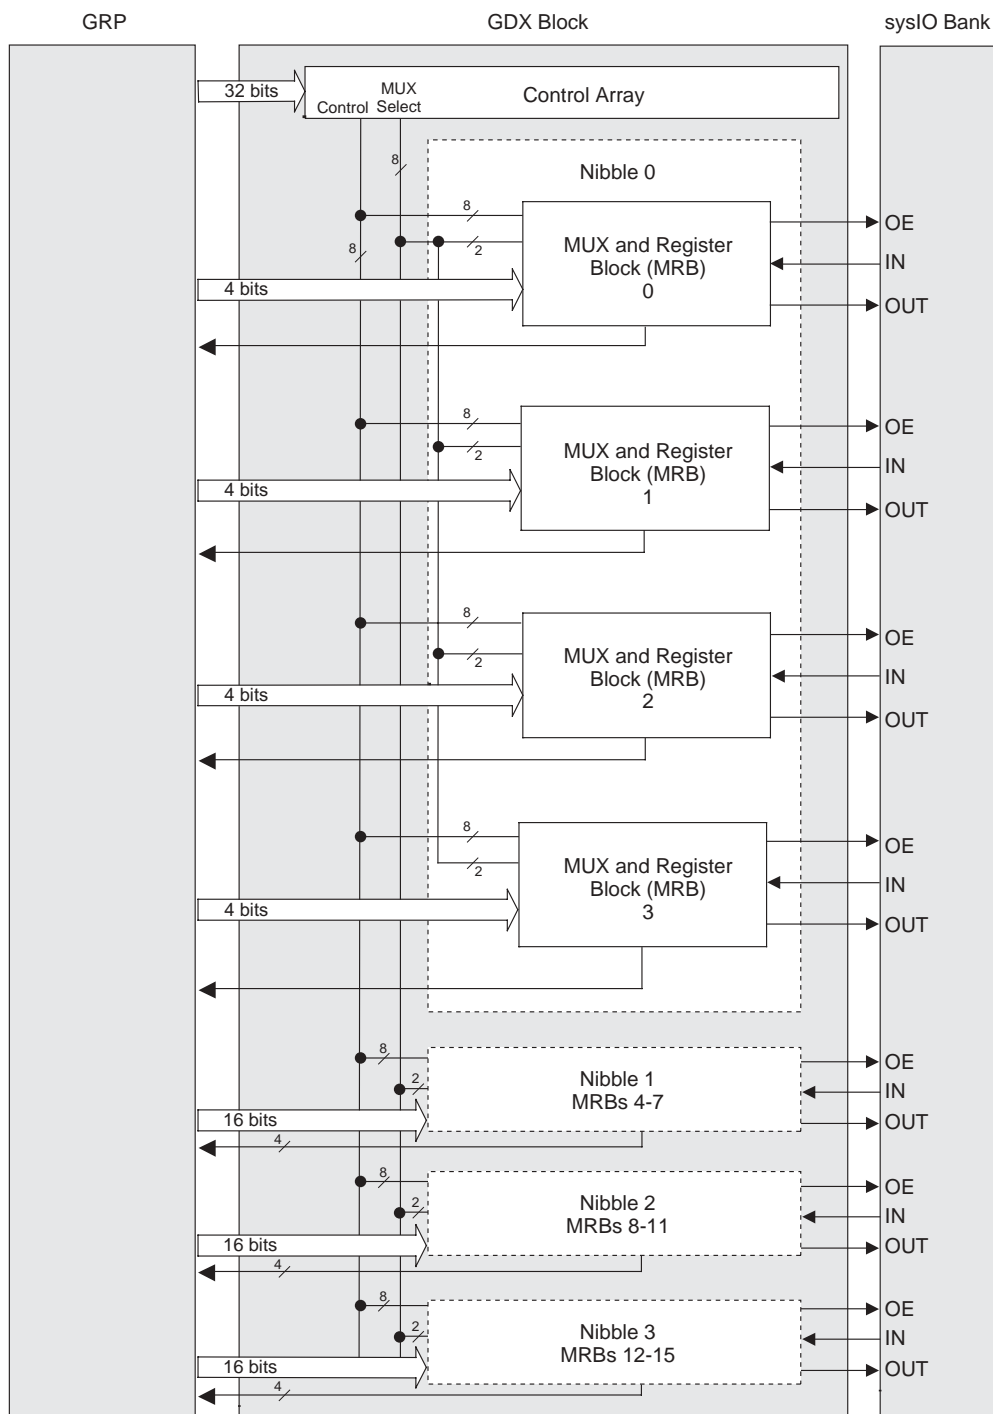 GRP
GDX Block
sysIO Bank
32 bits
Control
MUX
Select
Control Array
8
Nibble 0
8
8
2
MUX and Register
Block (MRB)
0
4 bits
OE
IN
OUT
8
2
MUX and Register
Block (MRB)
1
4 bits
OE
IN
OUT
8
2
MUX and Register
Block (MRB)
2
4 bits
OE
IN
OUT
8
2
MUX and Register
Block (MRB)
3
4 bits
OE
IN
OUT
8
2
Nibble 1
MRBs 4-7
16 bits
4
OE
IN
OUT
8
2
Nibble 2
MRBs 8-11
16 bits
4
OE
IN
OUT
8
2
Nibble 3
MRBs 12-15
16 bits
4
OE
IN
OUT